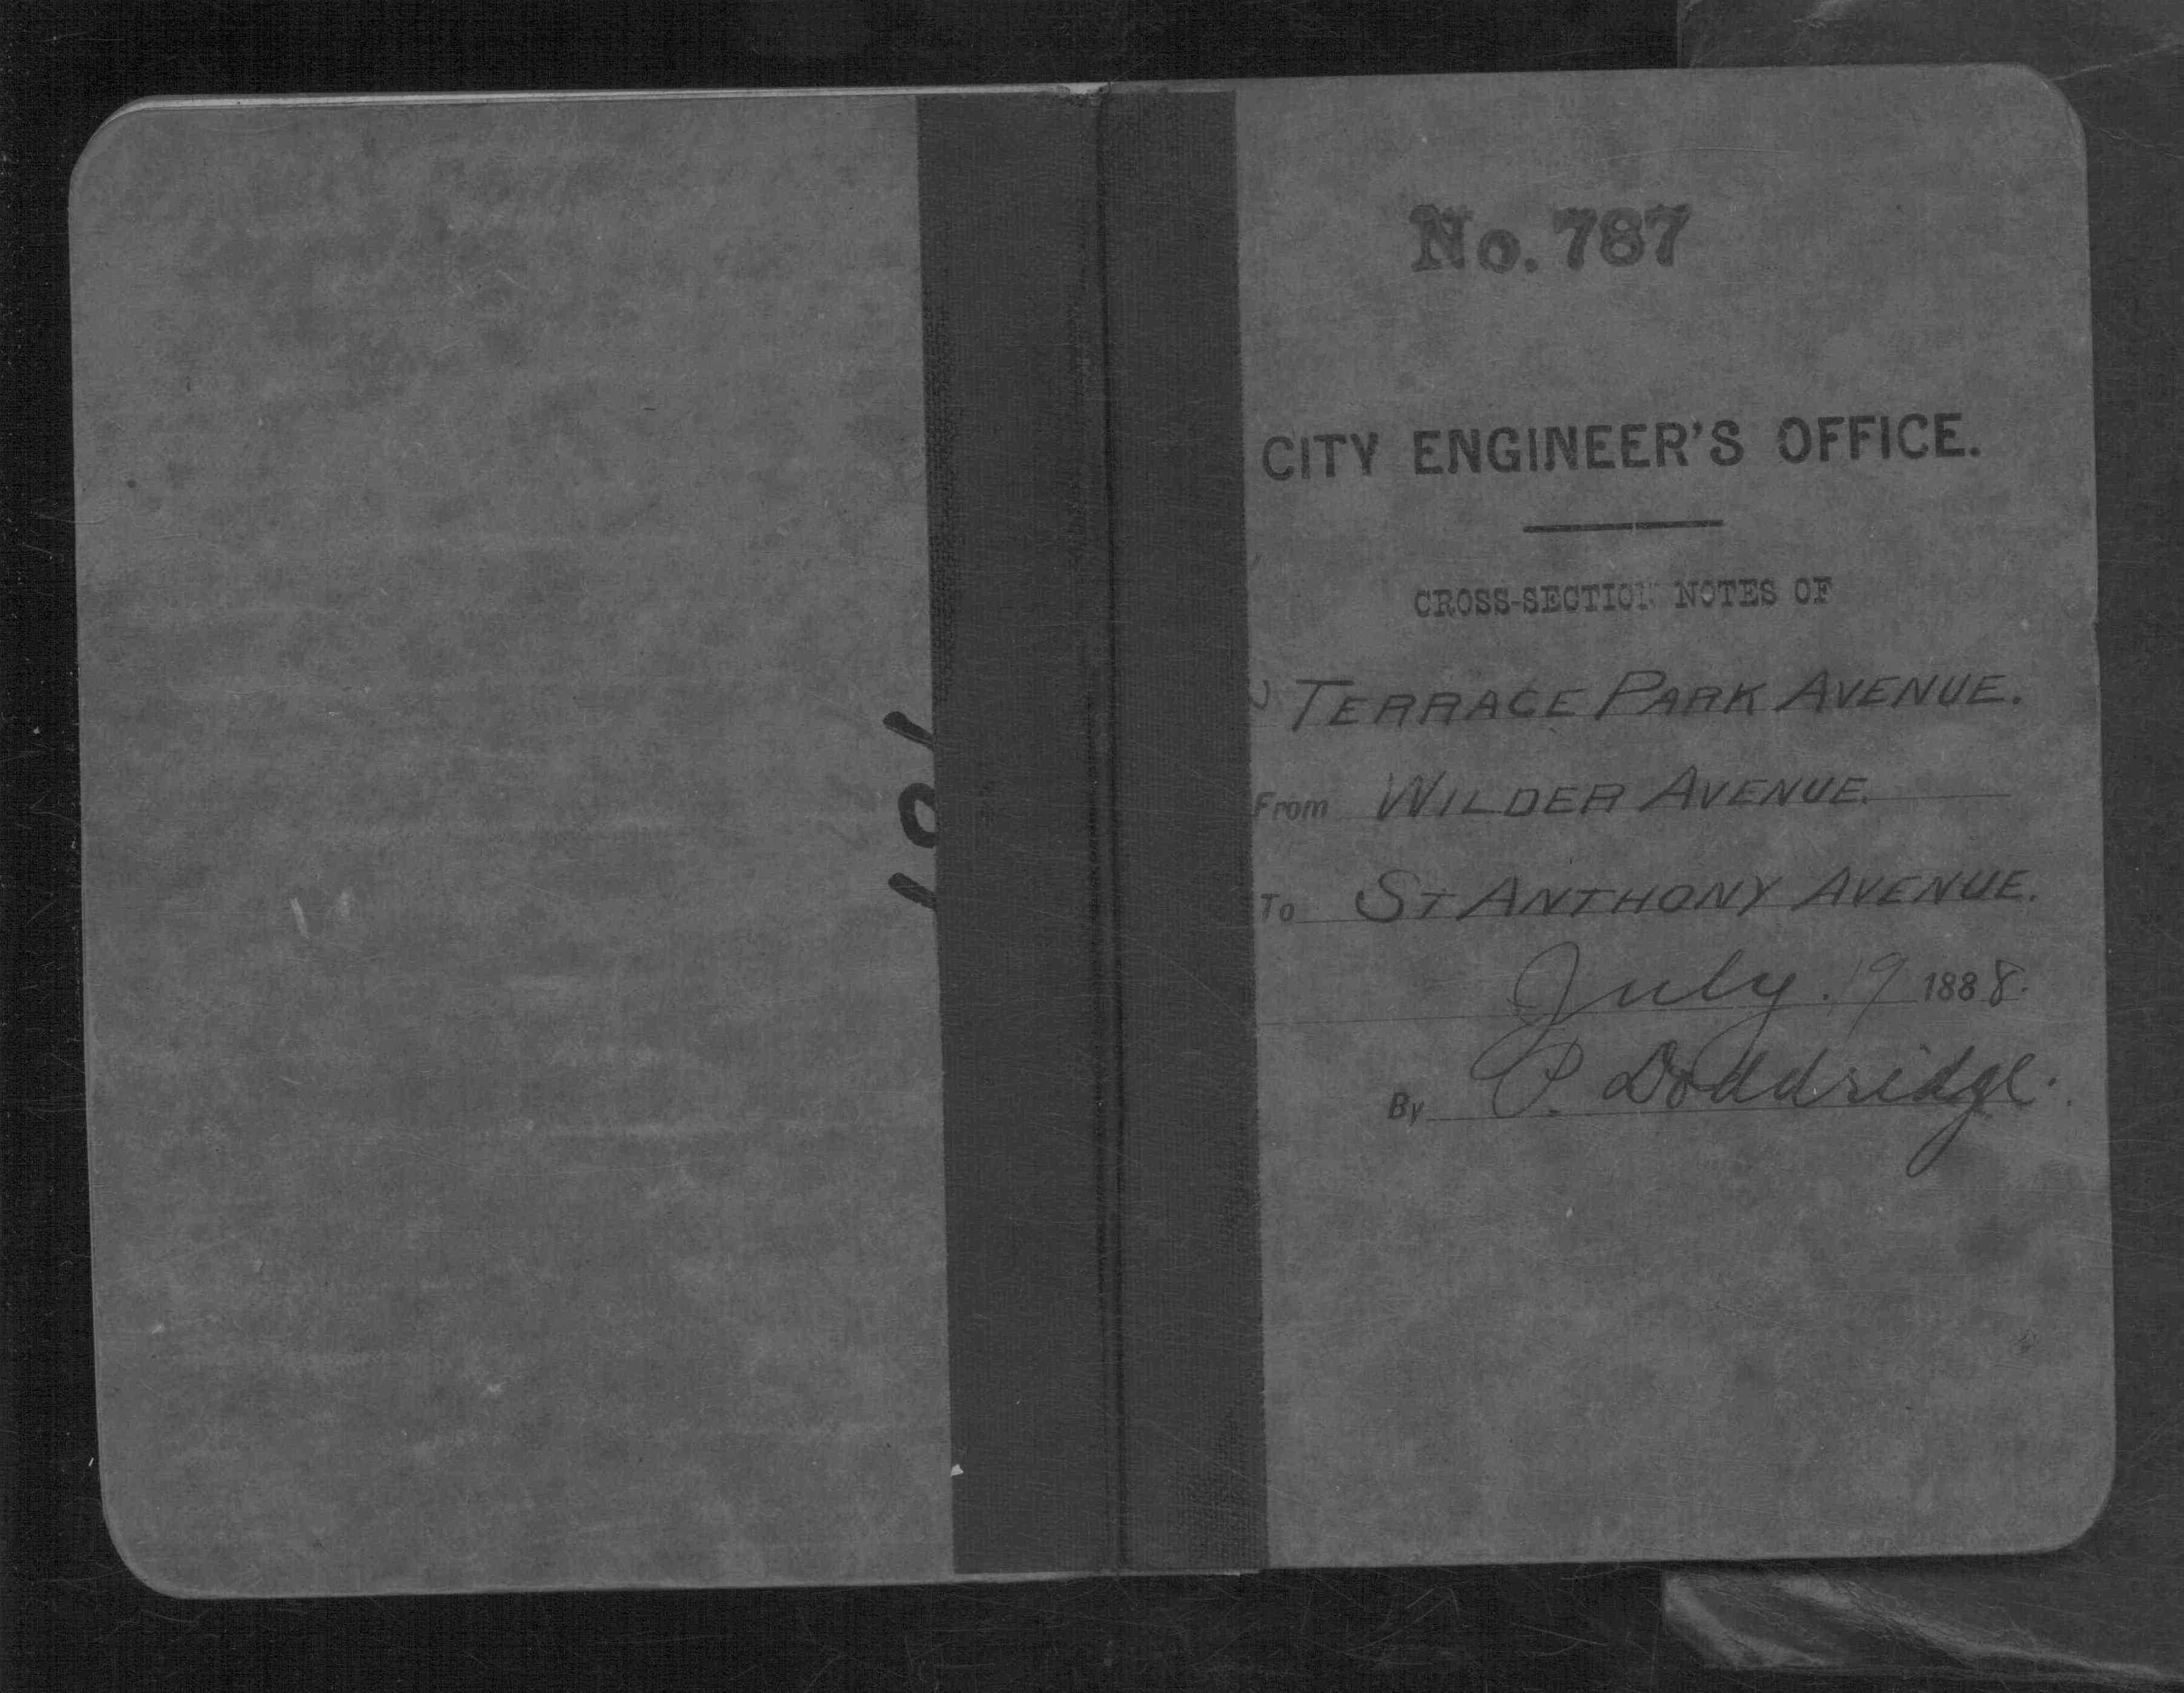 No. 787
CITY ENGINEER'S OFFICE.
CROSS-SECTION NOTES OF
TERRACE PARK AVENUE.
From WILDER AVENUE.
To ST ANTHONY AVENUE.
July. 19 1888.
By P. Doddridge.